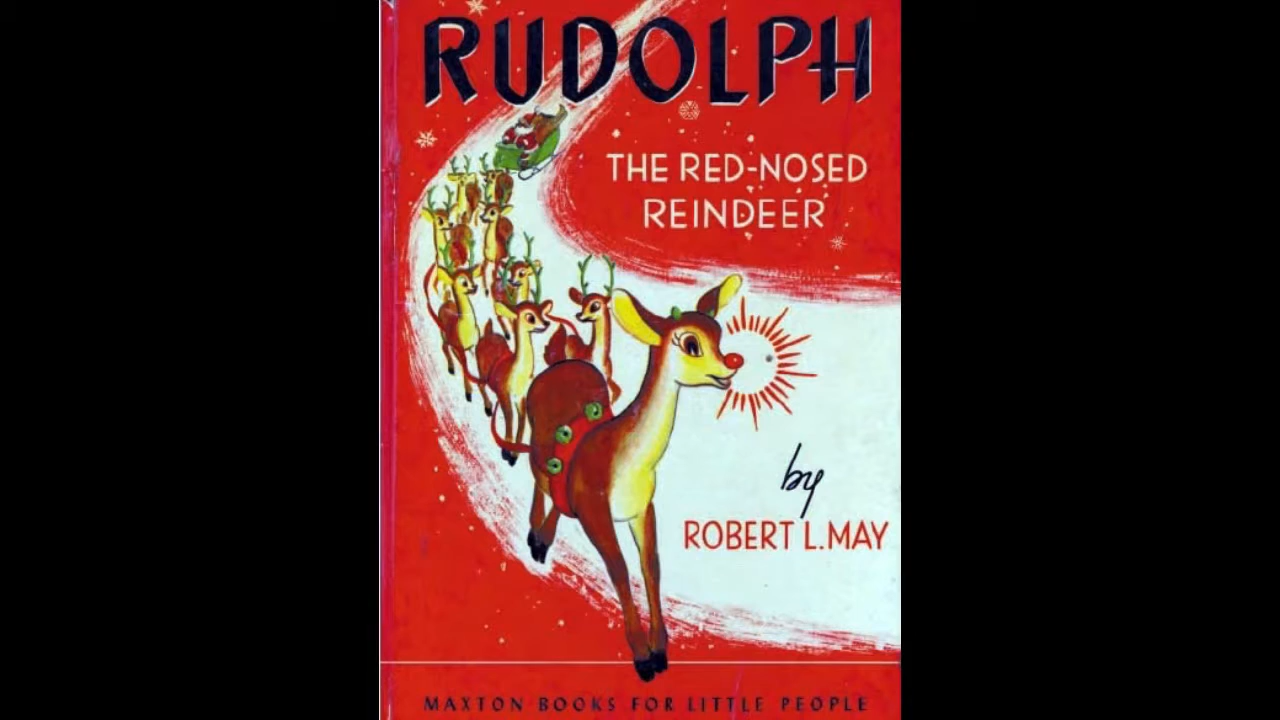 RUDOLPH
THE RED-NOSED
REINDEER
by
ROBERT L. MAY
MAXTON BOOKS FOR LITTLE PEOPLE